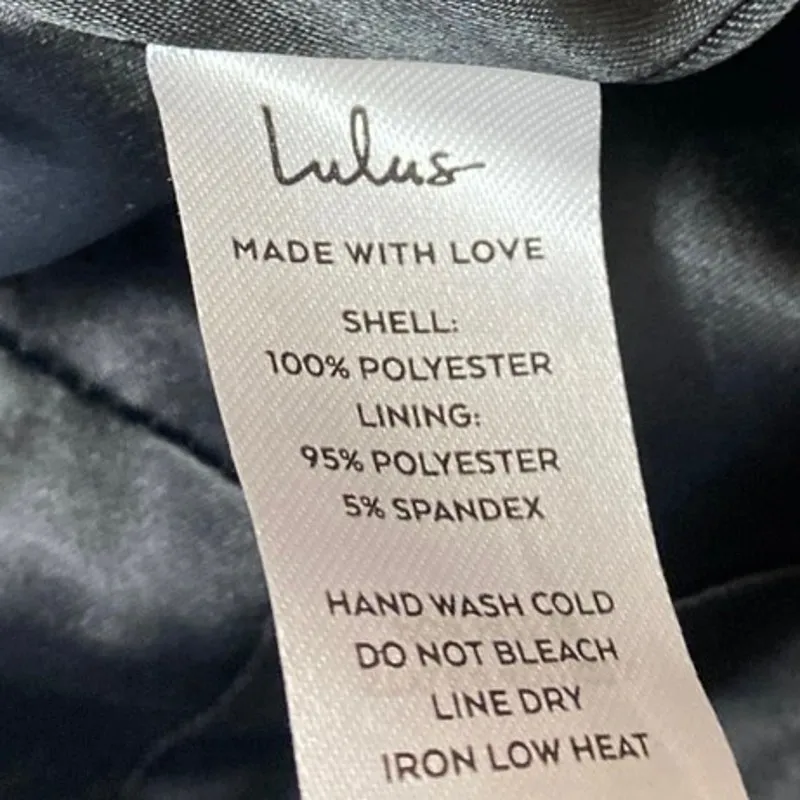 Lulus
MADE WITH LOVE
SHELL:
100% POLYESTER
LINING:
95% POLYESTER
5% SPANDEX
HAND WASH COLD
DO NOT BLEACH
LINE DRY
IRON LOW HEAT